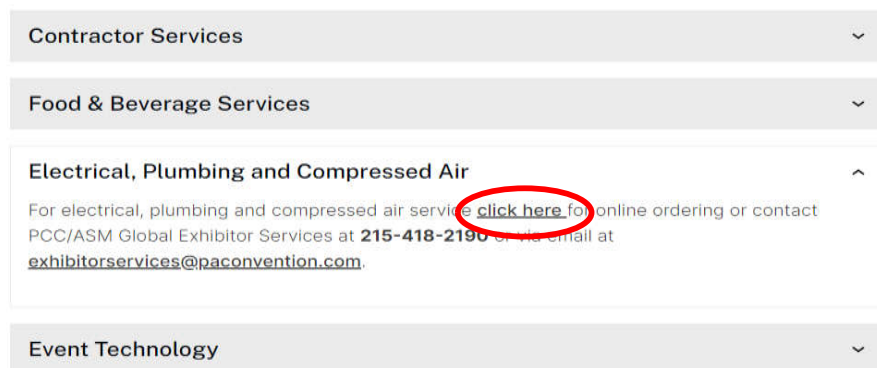 Contractor Services
Food & Beverage Services
Electrical, Plumbing and Compressed Air
For electrical, plumbing and compressed air service click here for online ordering or contact
PCC/ASM Global Exhibitor Services at 215-418-2190 or via email at
exhibitorservices@paconvention.com.
Event Technology